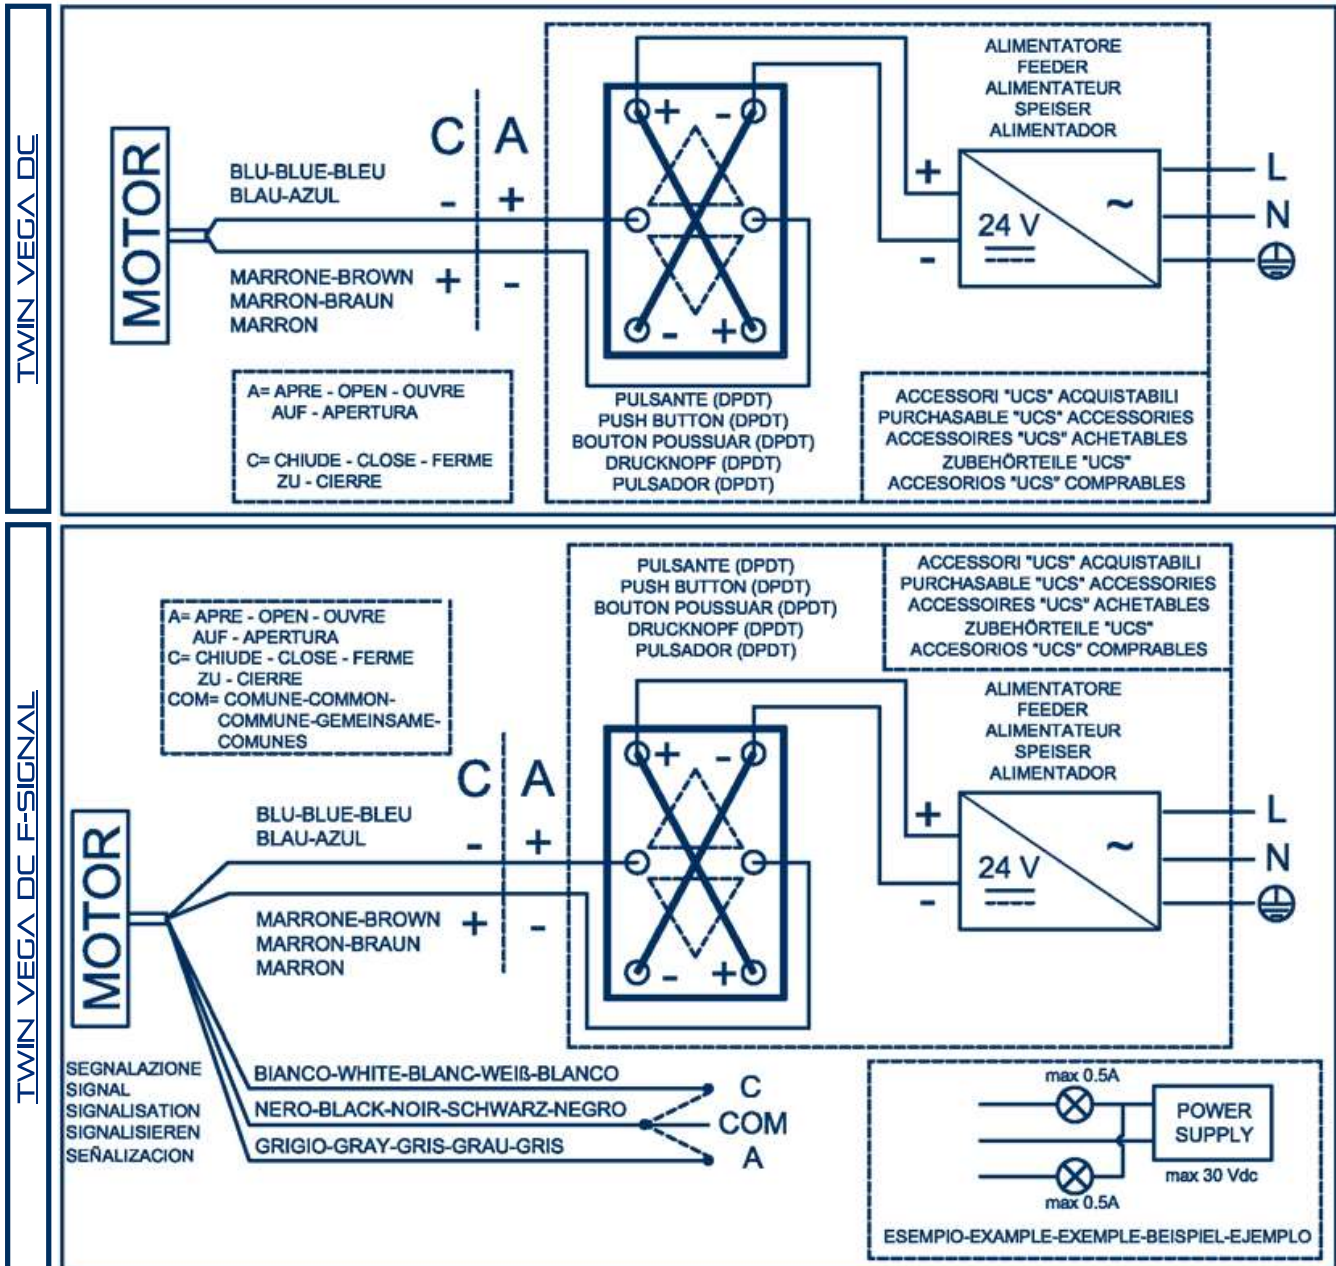 TWIN VEGA DC
MOTOR
BLU-BLUE-BLEU
BLAU-AZUL
MARRONE-BROWN
MARRON-BRAUN
MARRON
C A
- +
+ -
A= APRE - OPEN - OUVRE
AUF - APERTURA
C= CHIUDE - CLOSE - FERME
ZU - CIERRE
+ -
- +
PULSANTE (DPDT)
PUSH BUTTON (DPDT)
BOUTON POUSSUAR (DPDT)
DRUCKNOPF (DPDT)
PULSADOR (DPDT)
ALIMENTATORE
FEEDER
ALIMENTATEUR
SPEISER
ALIMENTADOR
+
-
24 V
~
L
N
ACCESSORI "UCS" ACQUISTABILI
PURCHASABLE "UCS" ACCESSORIES
ACCESSOIRES "UCS" ACHETABLES
ZUBEHÖRTEILE "UCS"
ACCESORIOS "UCS" COMPRABLES
TWIN VEGA DC F-SIGNAL
A= APRE - OPEN - OUVRE
AUF - APERTURA
C= CHIUDE - CLOSE - FERME
ZU - CIERRE
COM= COMUNE-COMMON-
COMMUNE-GEMEINSAME-
COMUNES
PULSANTE (DPDT)
PUSH BUTTON (DPDT)
BOUTON POUSSUAR (DPDT)
DRUCKNOPF (DPDT)
PULSADOR (DPDT)
ACCESSORI "UCS" ACQUISTABILI
PURCHASABLE "UCS" ACCESSORIES
ACCESSOIRES "UCS" ACHETABLES
ZUBEHÖRTEILE "UCS"
ACCESORIOS "UCS" COMPRABLES
MOTOR
BLU-BLUE-BLEU
BLAU-AZUL
MARRONE-BROWN
MARRON-BRAUN
MARRON
C A
- +
+ -
+ -
- +
ALIMENTATORE
FEEDER
ALIMENTATEUR
SPEISER
ALIMENTADOR
+
-
24 V
~
L
N
SEGNALAZIONE
SIGNAL
SIGNALISATION
SIGNALISIEREN
SEÑALIZACION
BIANCO-WHITE-BLANC-WEIß-BLANCO
NERO-BLACK-NOIR-SCHWARZ-NEGRO
GRIGIO-GRAY-GRIS-GRAU-GRIS
C
COM
A
max 0.5A
POWER
SUPPLY
max 30 Vdc
max 0.5A
ESEMPIO-EXAMPLE-EXEMPLE-BEISPIEL-EJEMPLO